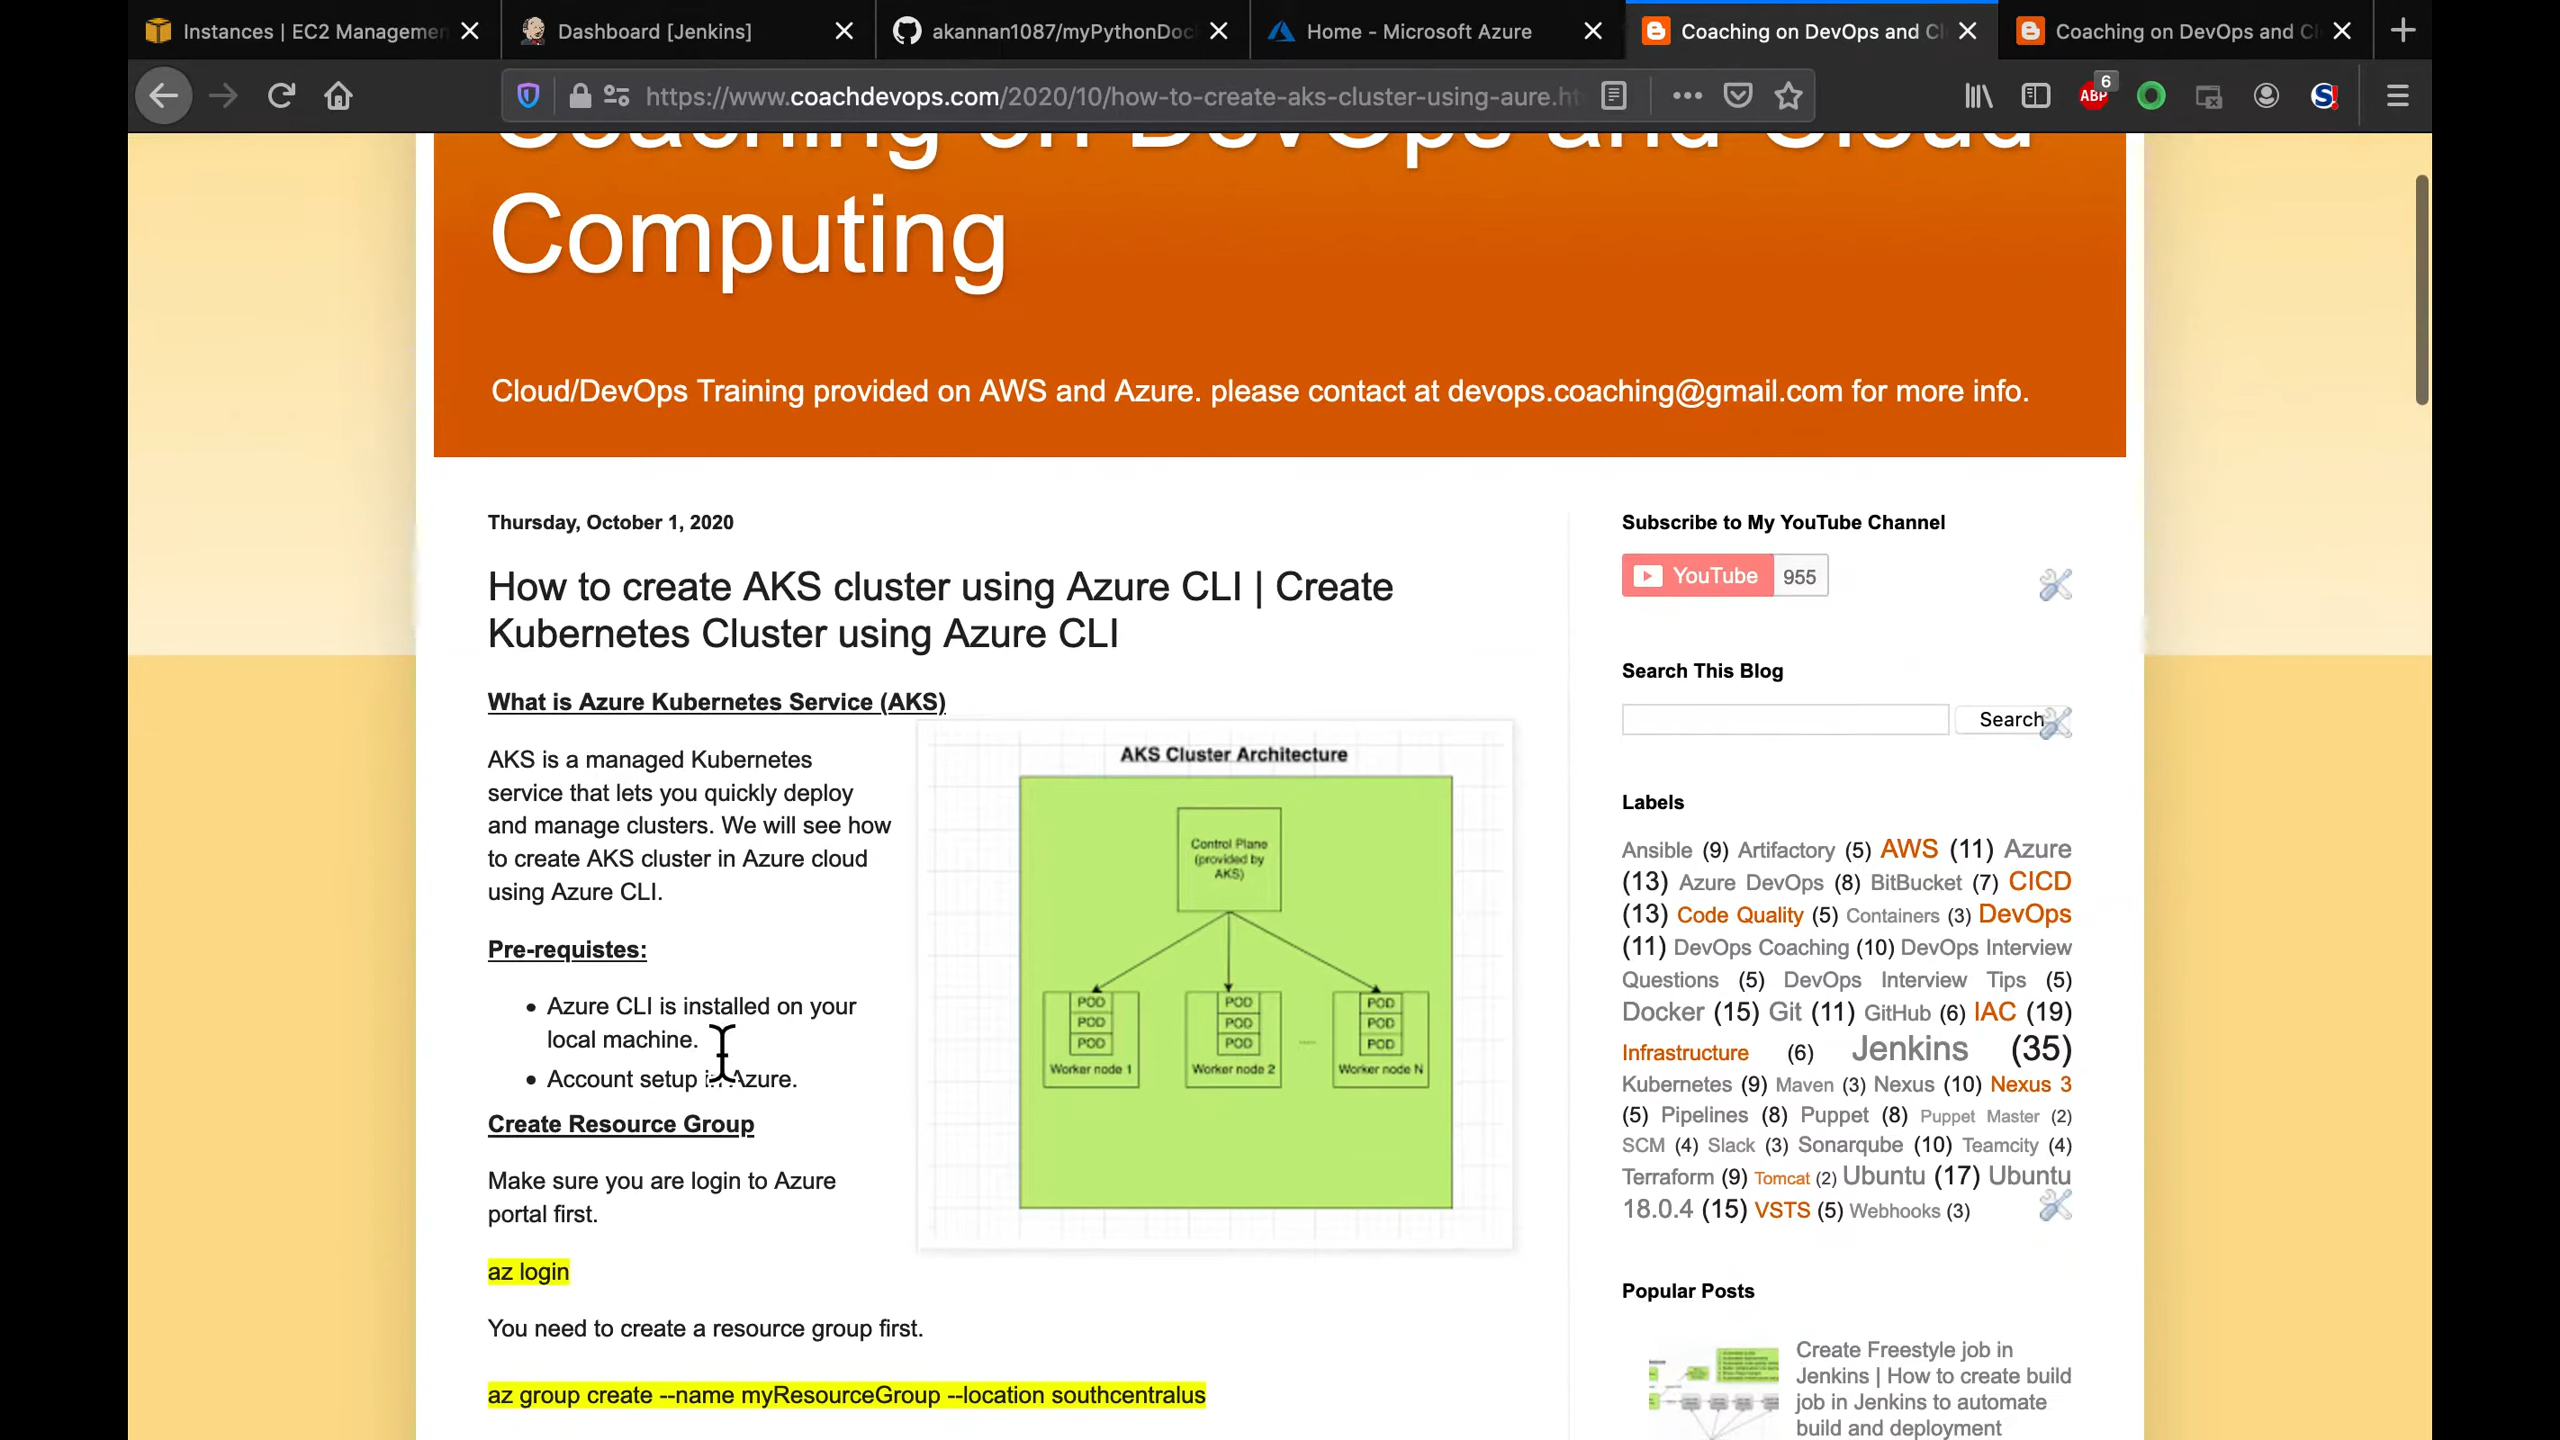 Instances | EC2 Managemen
Dashboard [Jenkins]
akannan1087/myPythonDoc
Home - Microsoft Azure
Coaching on DevOps and Cl
Coaching on DevOps and Cl
https://www.coachdevops.com/2020/10/how-to-create-aks-cluster-using-aure.ht
ABP
6
Coaching on DevOps and Cloud
Computing
Cloud/DevOps Training provided on AWS and Azure. please contact at devops.coaching@gmail.com for more info.
Thursday, October 1, 2020
How to create AKS cluster using Azure CLI | Create
Kubernetes Cluster using Azure CLI
What is Azure Kubernetes Service (AKS)
AKS is a managed Kubernetes
service that lets you quickly deploy
and manage clusters. We will see how
to create AKS cluster in Azure cloud
using Azure CLI.
Pre-requistes:
• Azure CLI is installed on your
local machine.
• Account setup in Azure.
Create Resource Group
Make sure you are login to Azure
portal first.
az login
You need to create a resource group first.
az group create --name myResourceGroup --location southcentralus
AKS Cluster Architecture
Control Plane
(provided by
AKS)
POD
POD
POD
Worker node 1
POD
POD
POD
Worker node 2
POD
POD
POD
Worker node N
Subscribe to My YouTube Channel
YouTube 955
Search This Blog
Search
Labels
Ansible (9) Artifactory (5) AWS (11) Azure
(13) Azure DevOps (8) BitBucket (7) CICD
(13) Code Quality (5) Containers (3) DevOps
(11) DevOps Coaching (10) DevOps Interview
Questions (5) DevOps Interview Tips (5)
Docker (15) Git (11) GitHub (6) IAC (19)
Infrastructure (6) Jenkins (35)
Kubernetes (9) Maven (3) Nexus (10) Nexus 3
(5) Pipelines (8) Puppet (8) Puppet Master (2)
SCM (4) Slack (3) Sonarqube (10) Teamcity (4)
Terraform (9) Tomcat (2) Ubuntu (17) Ubuntu
18.0.4 (15) VSTS (5) Webhooks (3)
Popular Posts
Create Freestyle job in
Jenkins | How to create build
job in Jenkins to automate
build and deployment